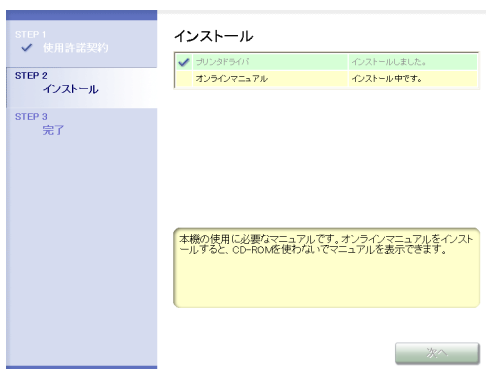 STEP 1
使用許諾契約
STEP 2
インストール
STEP 3
完了
インストール
プリンタドライバ インストールしました。
オンラインマニュアル インストール中です。
本機の使用に必要なマニュアルです。オンラインマニュアルをインスト
ールすると、CD-ROMを使わないでマニュアルを表示できます。
次へ